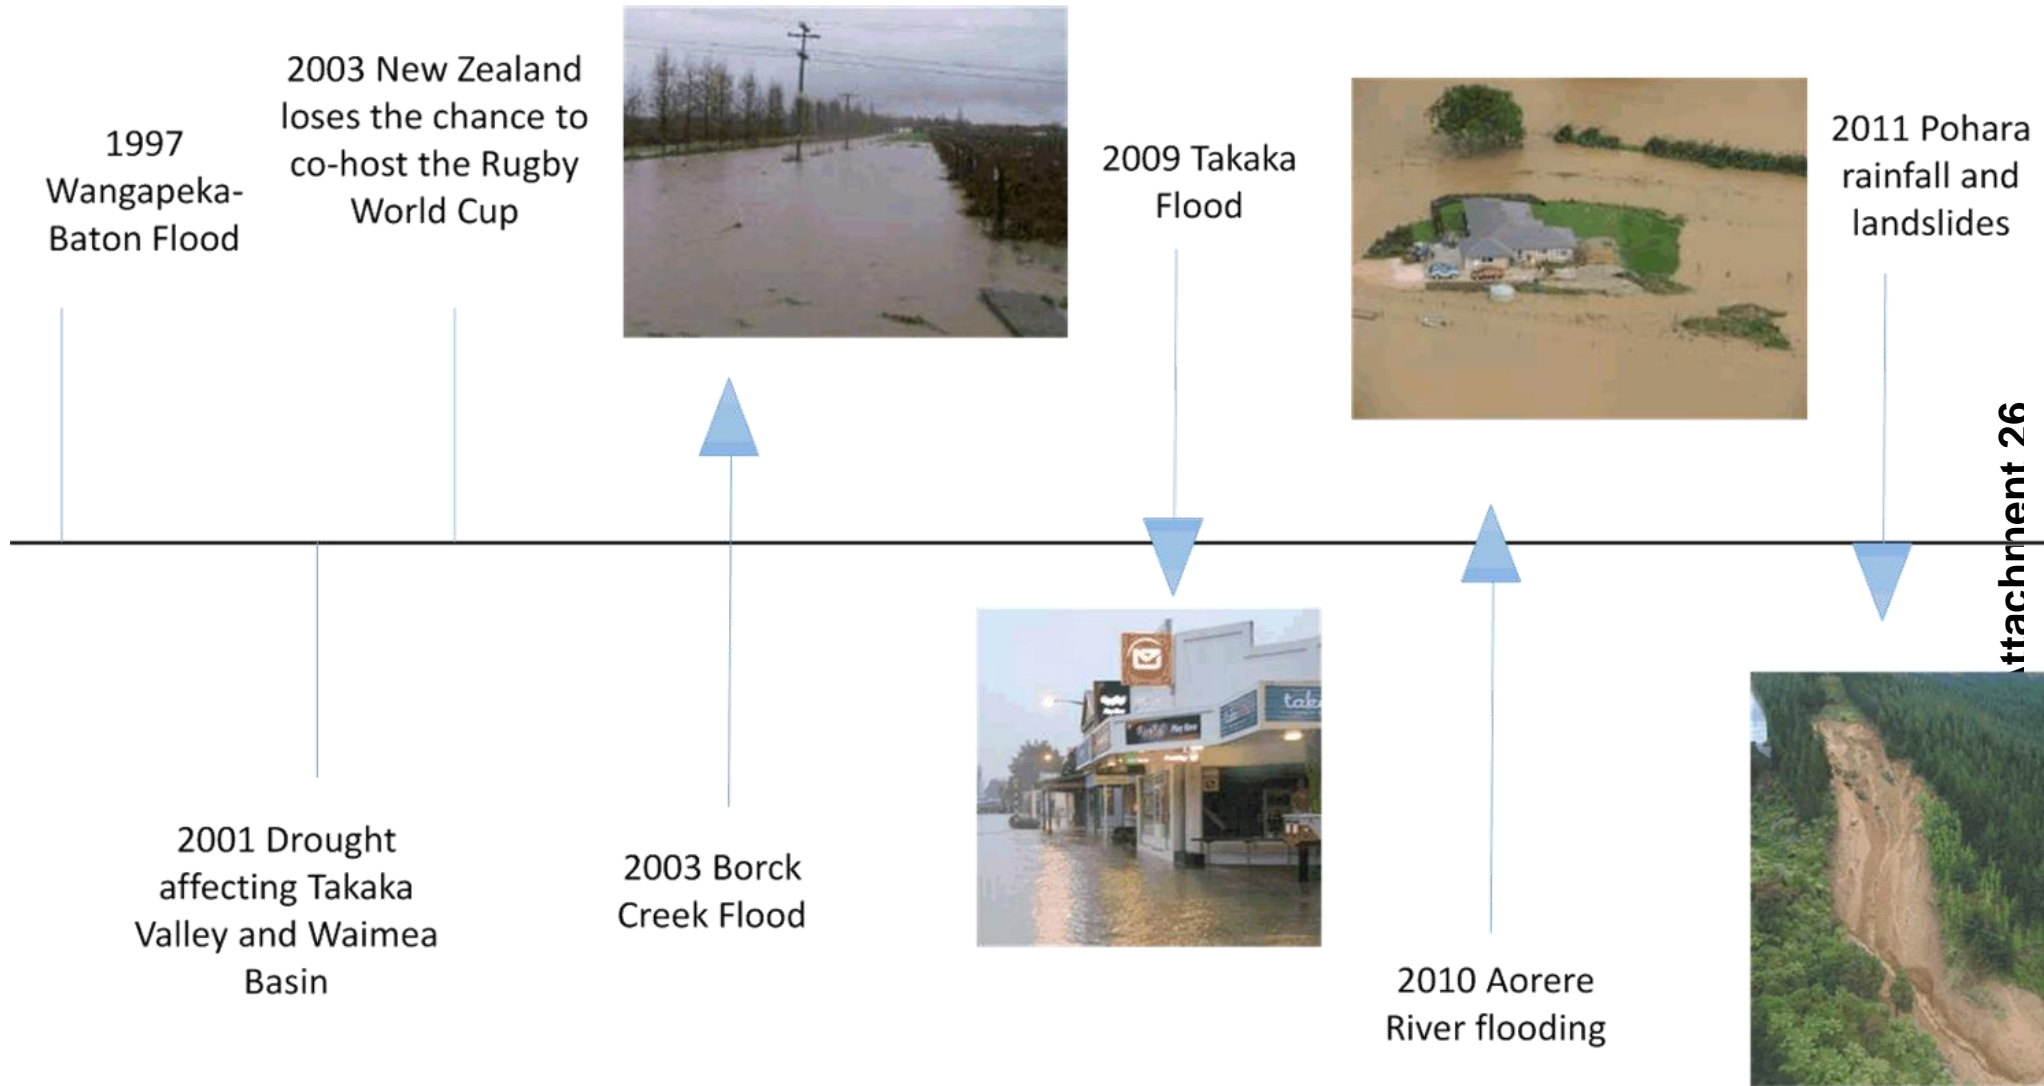 1997
Wangapeka-
Baton Flood
2003 New Zealand
loses the chance to
co-host the Rugby
World Cup
2009 Takaka
Flood
2011 Pohara
rainfall and
landslides
2001 Drought
affecting Takaka
Valley and Waimea
Basin
2003 Borck
Creek Flood
2010 Aorere
River flooding
Attachment 26